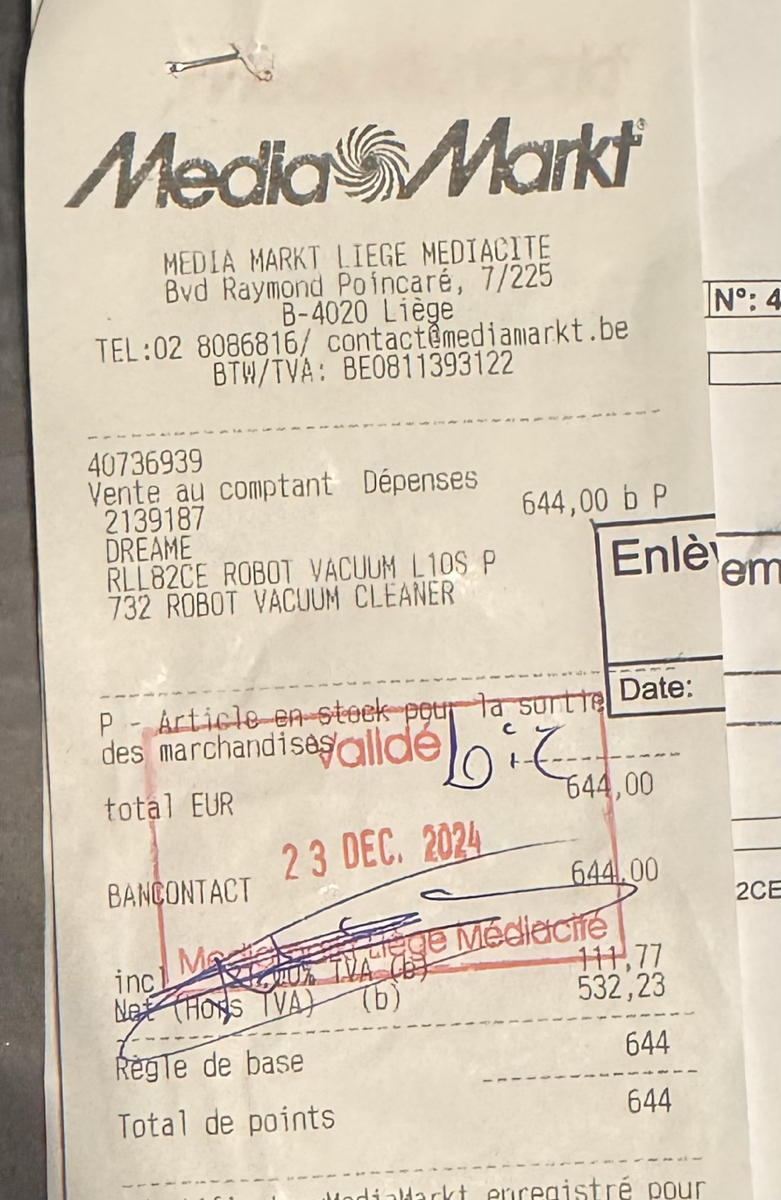 Media Markt
MEDIA MARKT LIEGE MEDIACITE
Bvd Raymond Poincaré, 7/225
B-4020 Liège
TEL:02 8086816/ contact@mediamarkt.be
BTW/TVA: BE0811393122
N°: 4
40736939
Vente au comptant Dépenses
644,00 b P
2139187
DREAME
RLL82CE ROBOT VACUUM L10S P
732 ROBOT VACUUM CLEANER
Enlè
em
Date:
P - Article en stock pour la sortie
des marchandises
Validé
total EUR 644,00
23 DEC. 2024
BANCONTACT 644,00
2CE
Liège Médiacité
incl TVA (b) 111,77
Net (Hors TVA) (b) 532,23
Règle de base 644
Total de points 644
MediaMarkt enregistré pour